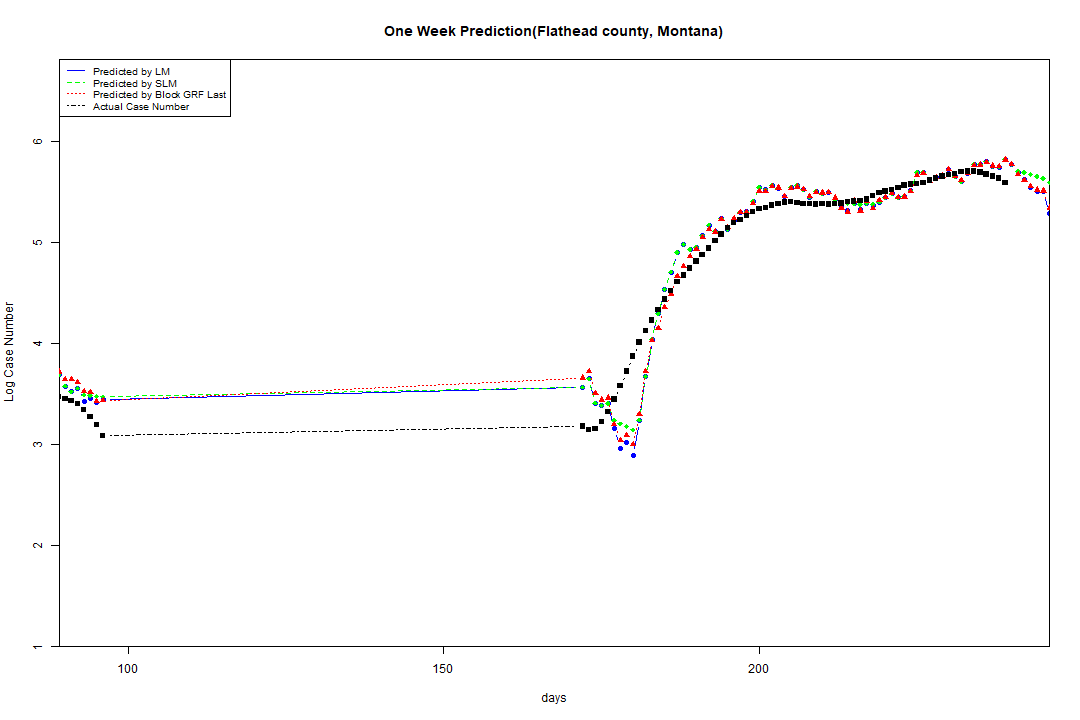 One Week Prediction(Flathead county, Montana)
Predicted by LM
Predicted by SLM
Predicted by Block GRF Last
Actual Case Number
6
5
4
3
2
1
Log Case Number
100 150 200
days